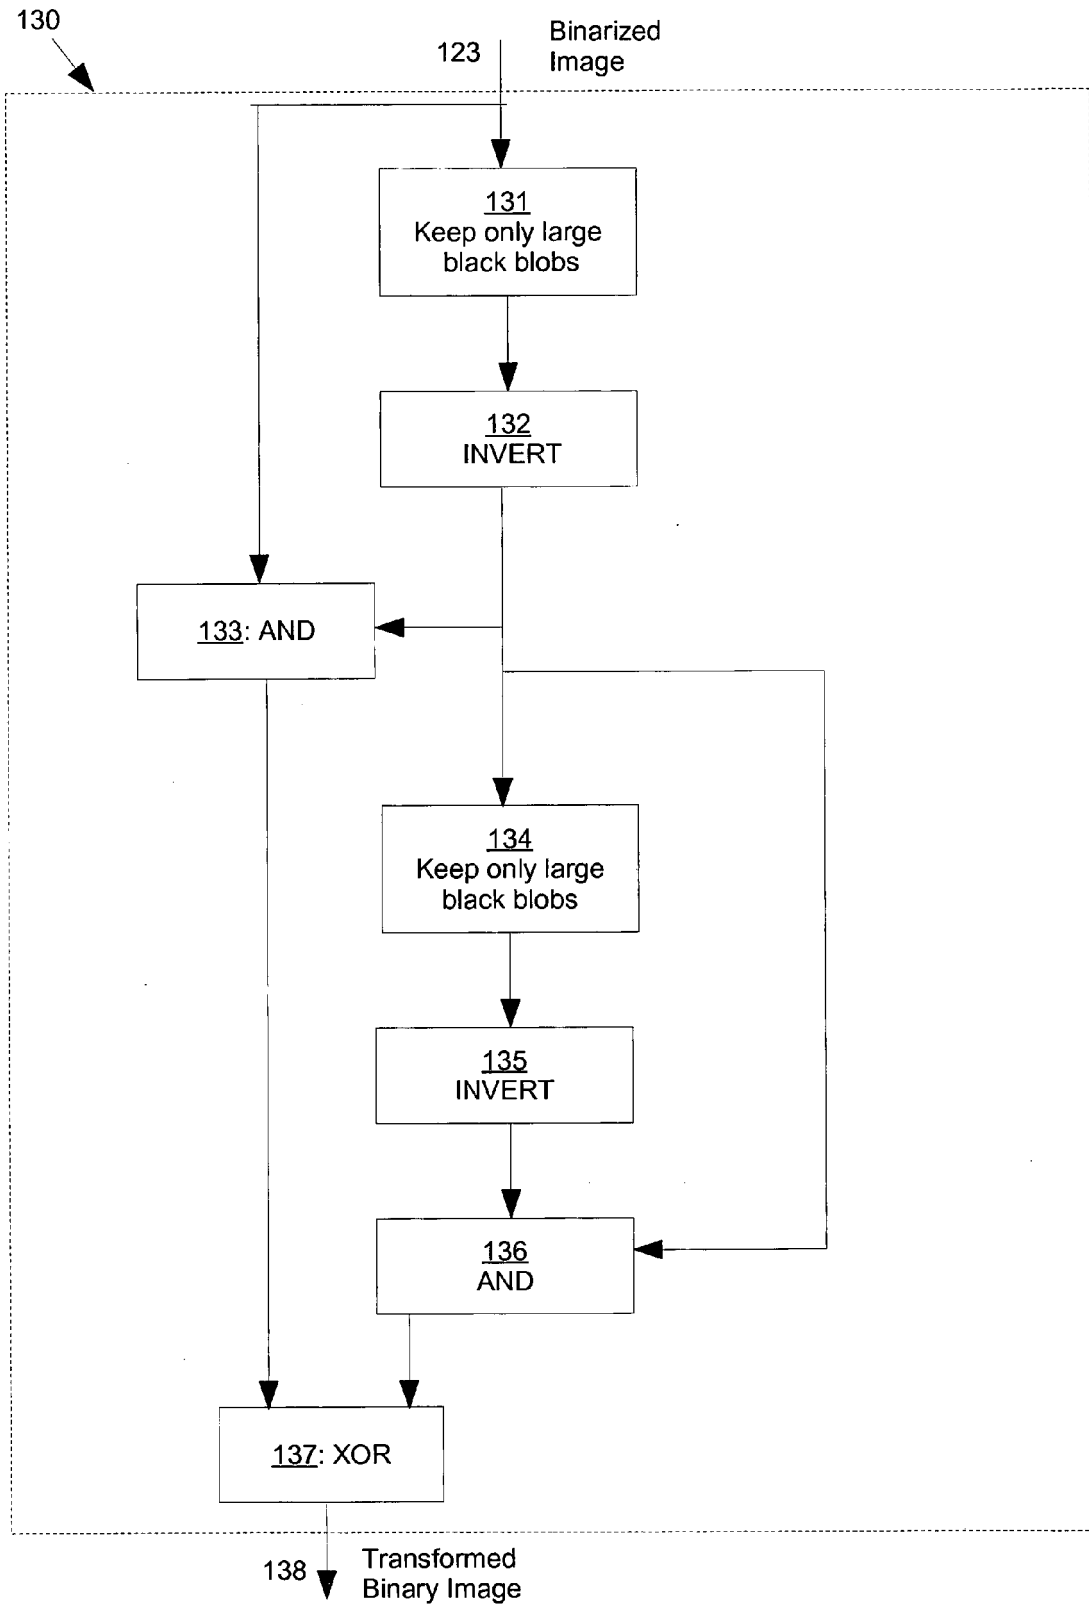 130
123
Binarized
Image
131
Keep only large
black blobs
132
INVERT
133: AND
134
Keep only large
black blobs
135
INVERT
136
AND
137: XOR
138
Transformed
Binary Image